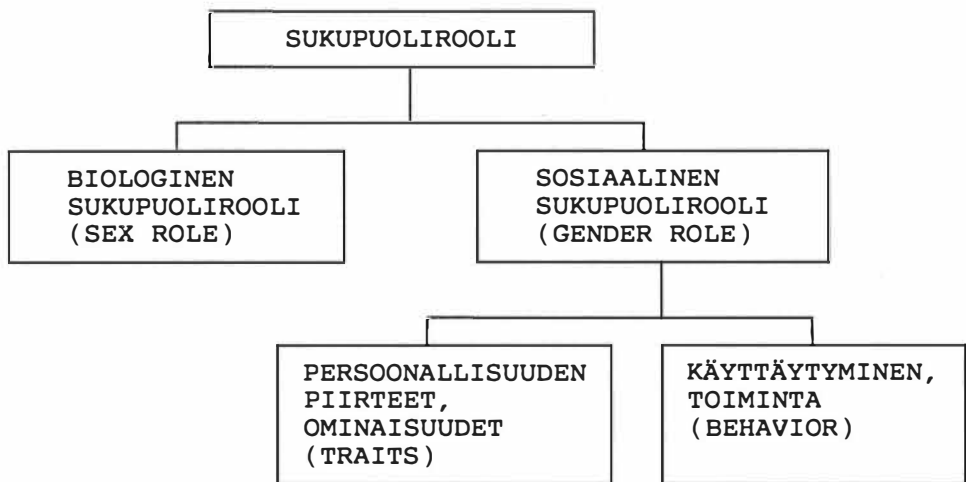 SUKUPUOLIROOLI
BIOLOGINEN
SUKUPUOLIROOLI
(SEX ROLE)
SOSIAALINEN
SUKUPUOLIROOLI
(GENDER ROLE)
PERSOONALLISUUDEN
PIIRTEET,
OMINAISUUDET
(TRAITS)
KÄYTTÄYTYMINEN,
TOIMINTA
(BEHAVIOR)